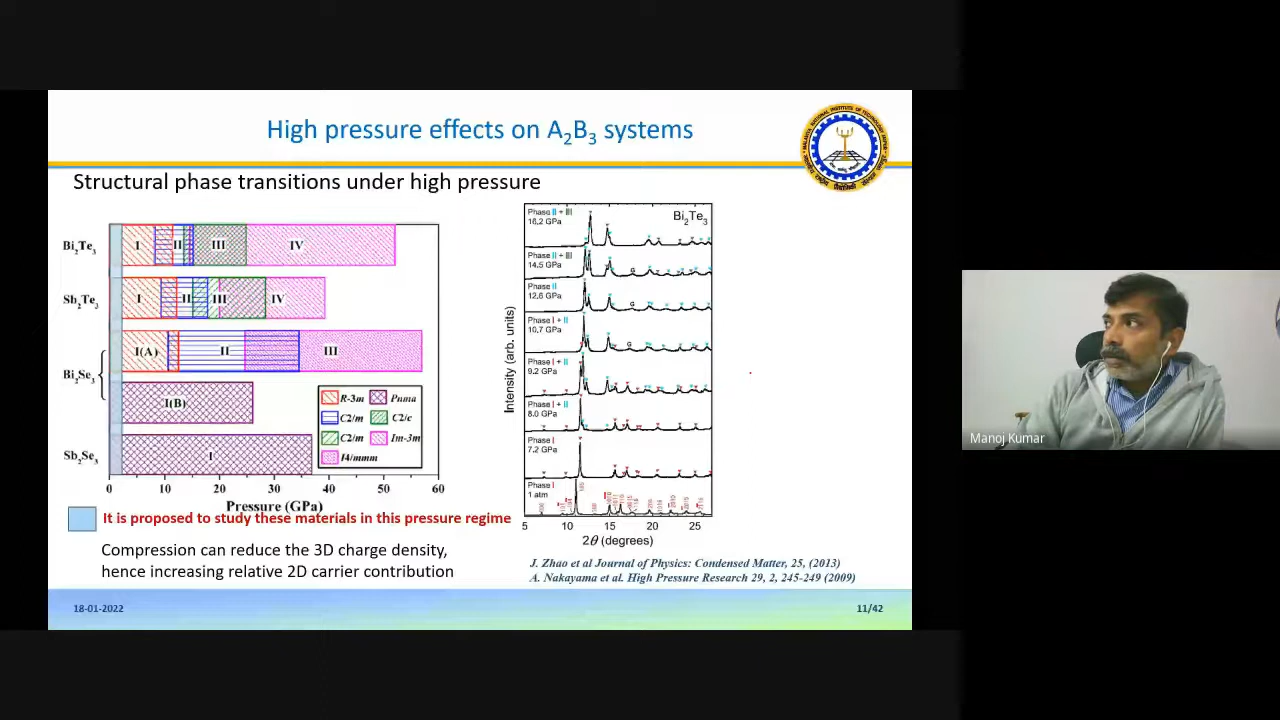 High pressure effects on A₂B₃ systems
Structural phase transitions under high pressure
Bi₂Te₃
I II III IV
Sb₂Te₃
I II III IV
Bi₂Se₃
I(A) II III
I(B)
Sb₂Se₃
I
R-3m Pnma
C2/m C2/c
C2/m Im-3m
I4/mmm
0 10 20 30 40 50 60
Pressure (GPa)
It is proposed to study these materials in this pressure regime
Compression can reduce the 3D charge density,
hence increasing relative 2D carrier contribution
Bi₂Te₃
Phase II + III
16.2 GPa
Phase II + III
14.5 GPa
G
Phase II
12.6 GPa
G
Phase I + II
10.7 GPa
G
Phase I + II
9.2 GPa
Phase I + II
8.0 GPa
Phase I
7.2 GPa
Phase I
1 atm
Intensity (arb. units)
5 10 15 20 25
2θ (degrees)
J. Zhao et al Journal of Physics: Condensed Matter, 25, (2013)
A. Nakayama et al. High Pressure Research 29, 2, 245-249 (2009)
18-01-2022
11/42
Manoj Kumar